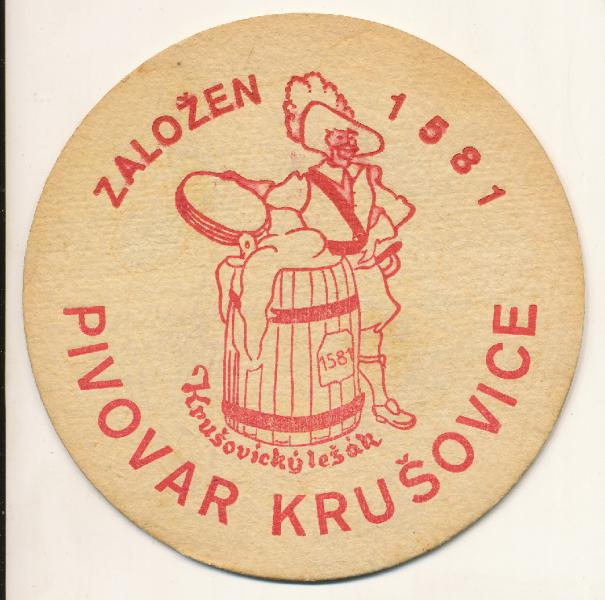 ZALOŽEN 1581
1581
Krušovický ležák
PIVOVAR KRUŠOVICE